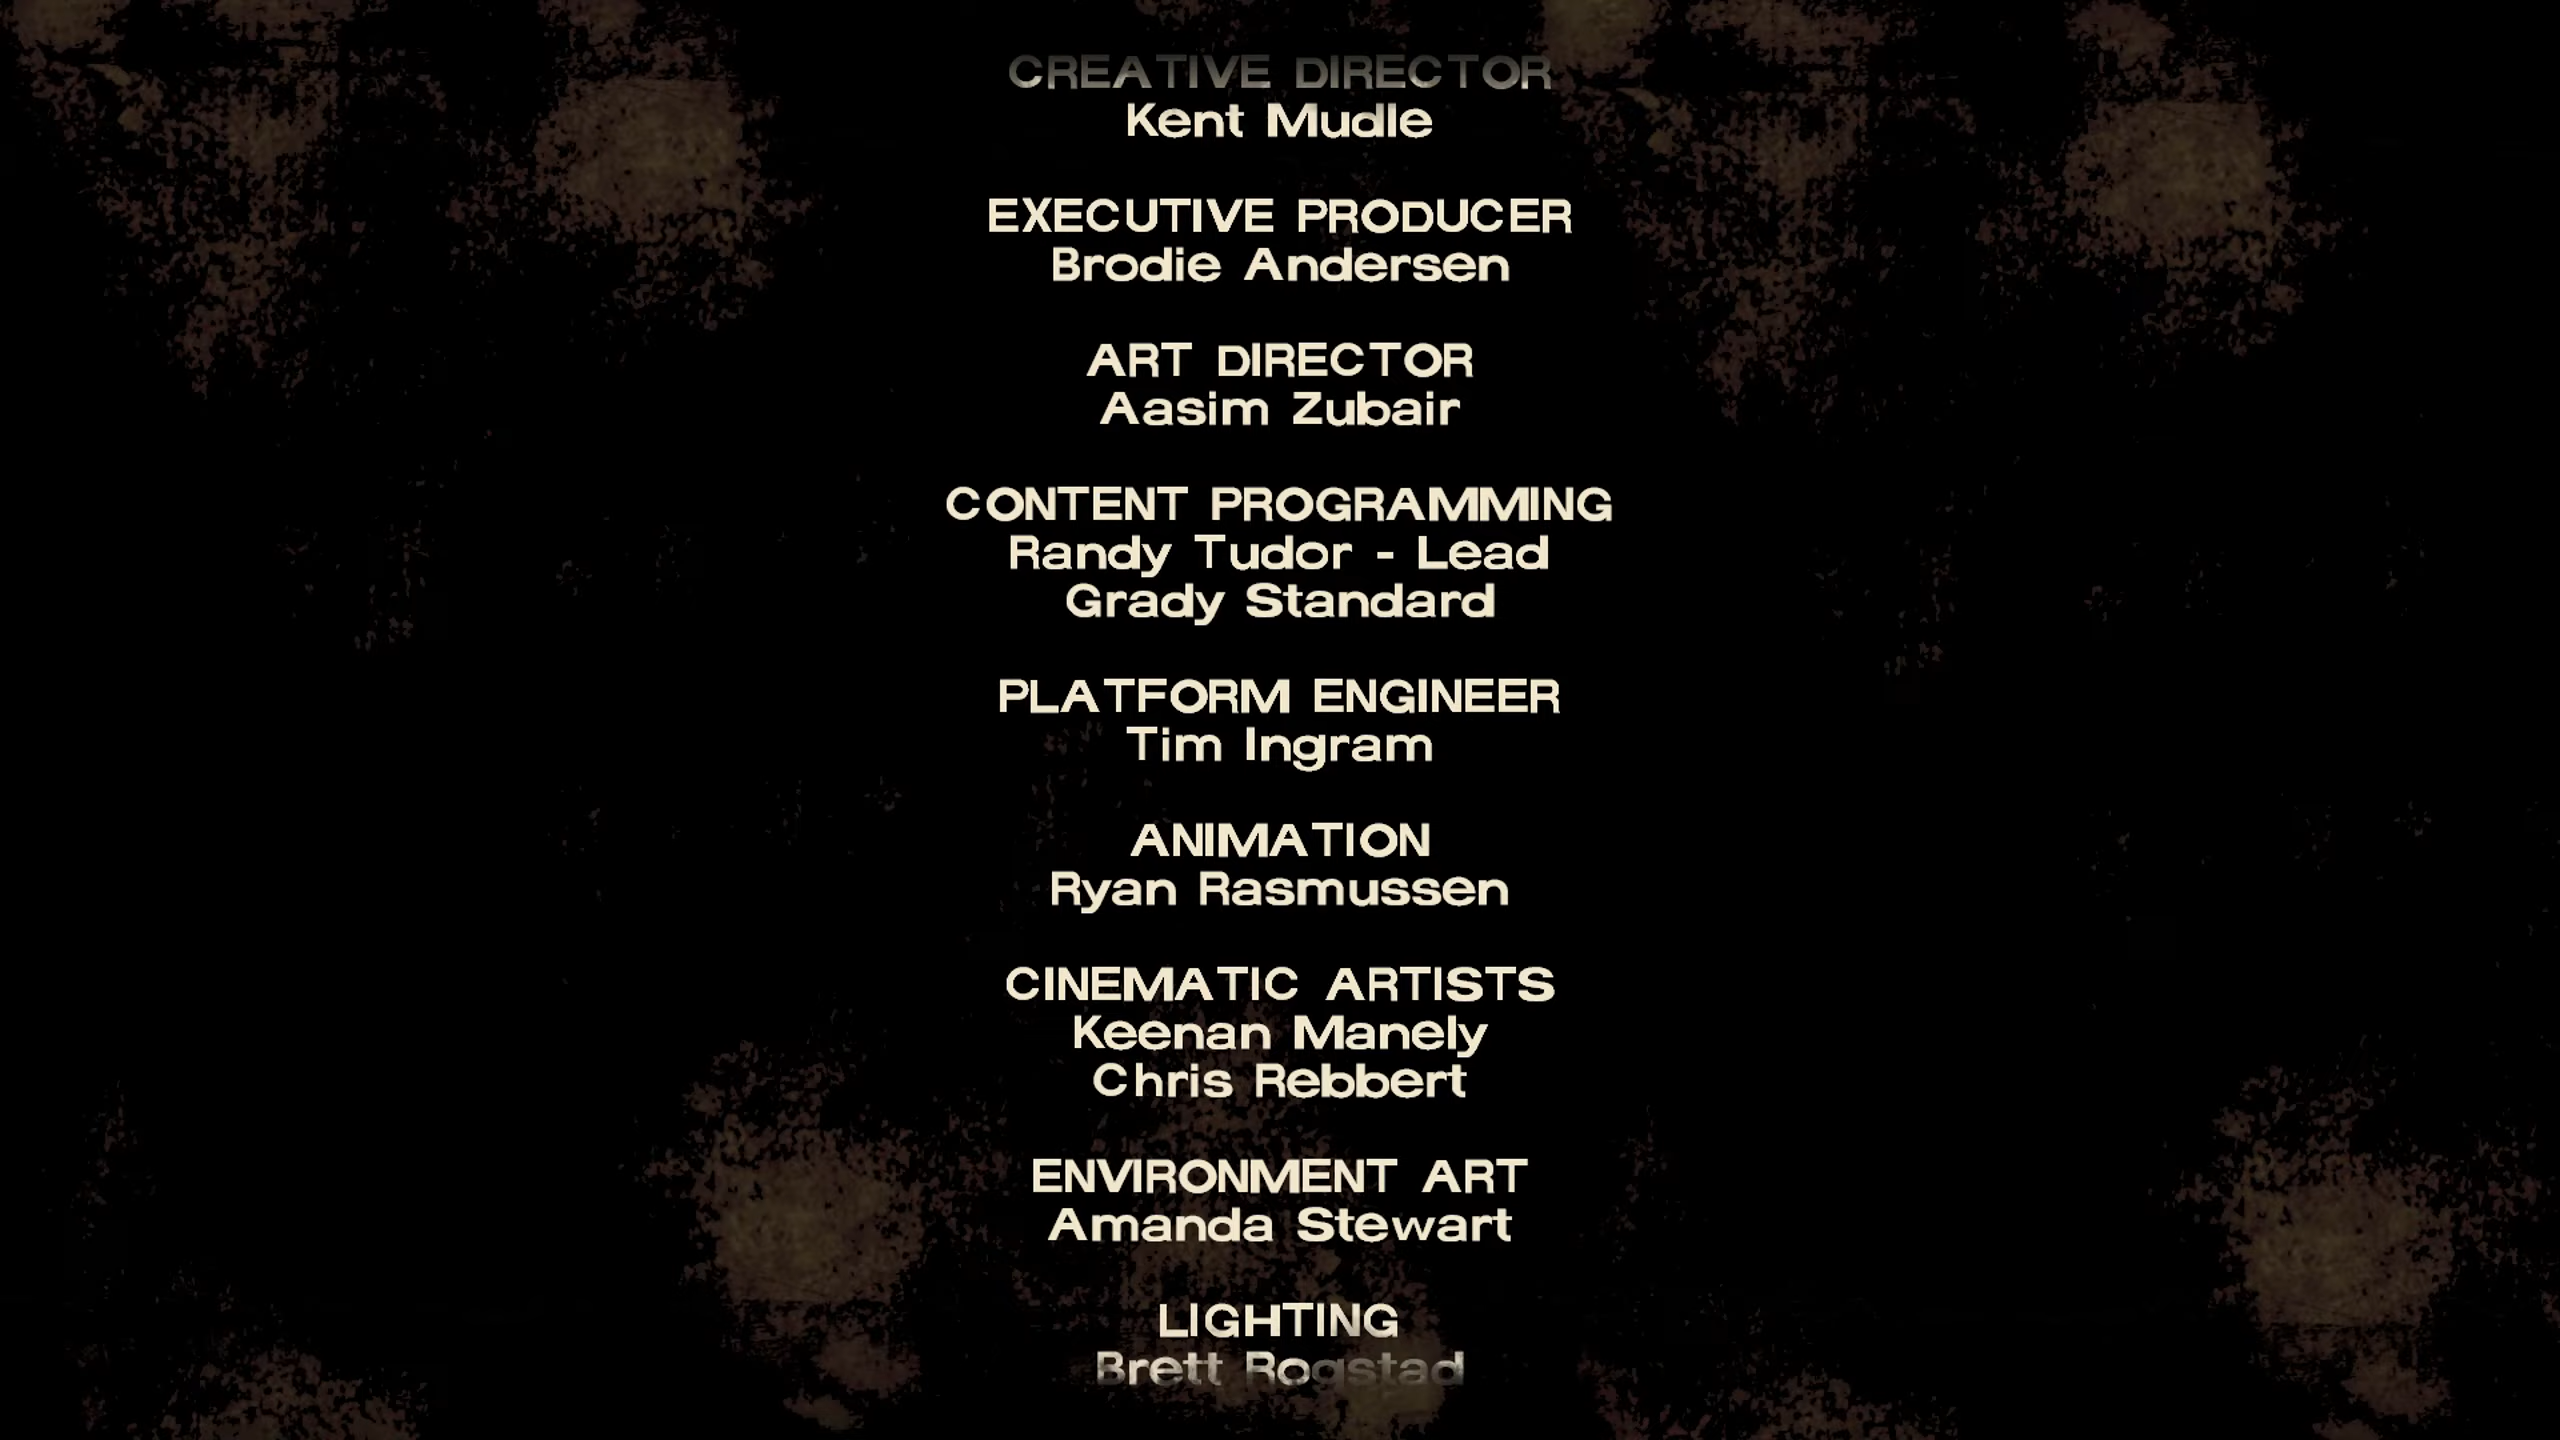 CREATIVE DIRECTOR
Kent Mudle
EXECUTIVE PRODUCER
Brodie Andersen
ART DIRECTOR
Aasim Zubair
CONTENT PROGRAMMING
Randy Tudor - Lead
Grady Standard
PLATFORM ENGINEER
Tim Ingram
ANIMATION
Ryan Rasmussen
CINEMATIC ARTISTS
Keenan Manely
Chris Rebbert
ENVIRONMENT ART
Amanda Stewart
LIGHTING
Brett Rogstad